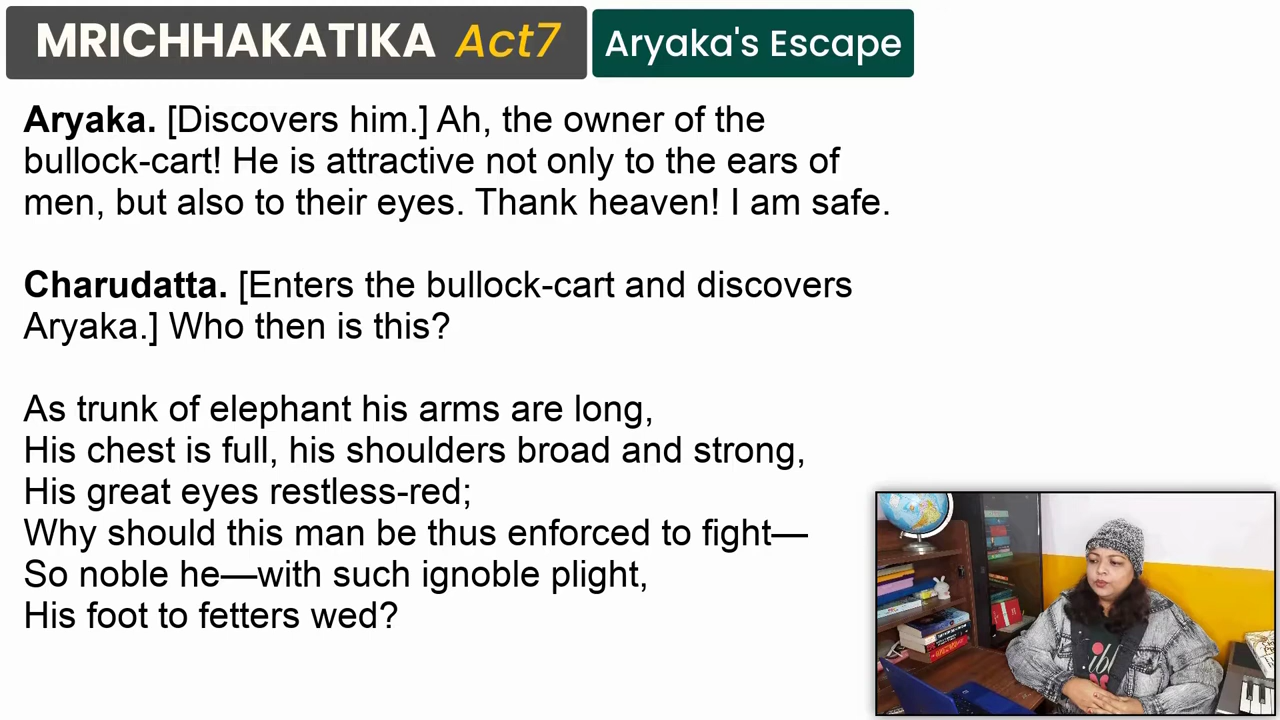 MRICHHAKATIKA Act7 Aryaka's Escape
Aryaka. [Discovers him.] Ah, the owner of the
bullock-cart! He is attractive not only to the ears of
men, but also to their eyes. Thank heaven! I am safe.
Charudatta. [Enters the bullock-cart and discovers
Aryaka.] Who then is this?
As trunk of elephant his arms are long,
His chest is full, his shoulders broad and strong,
His great eyes restless-red;
Why should this man be thus enforced to fight—
So noble he—with such ignoble plight,
His foot to fetters wed?